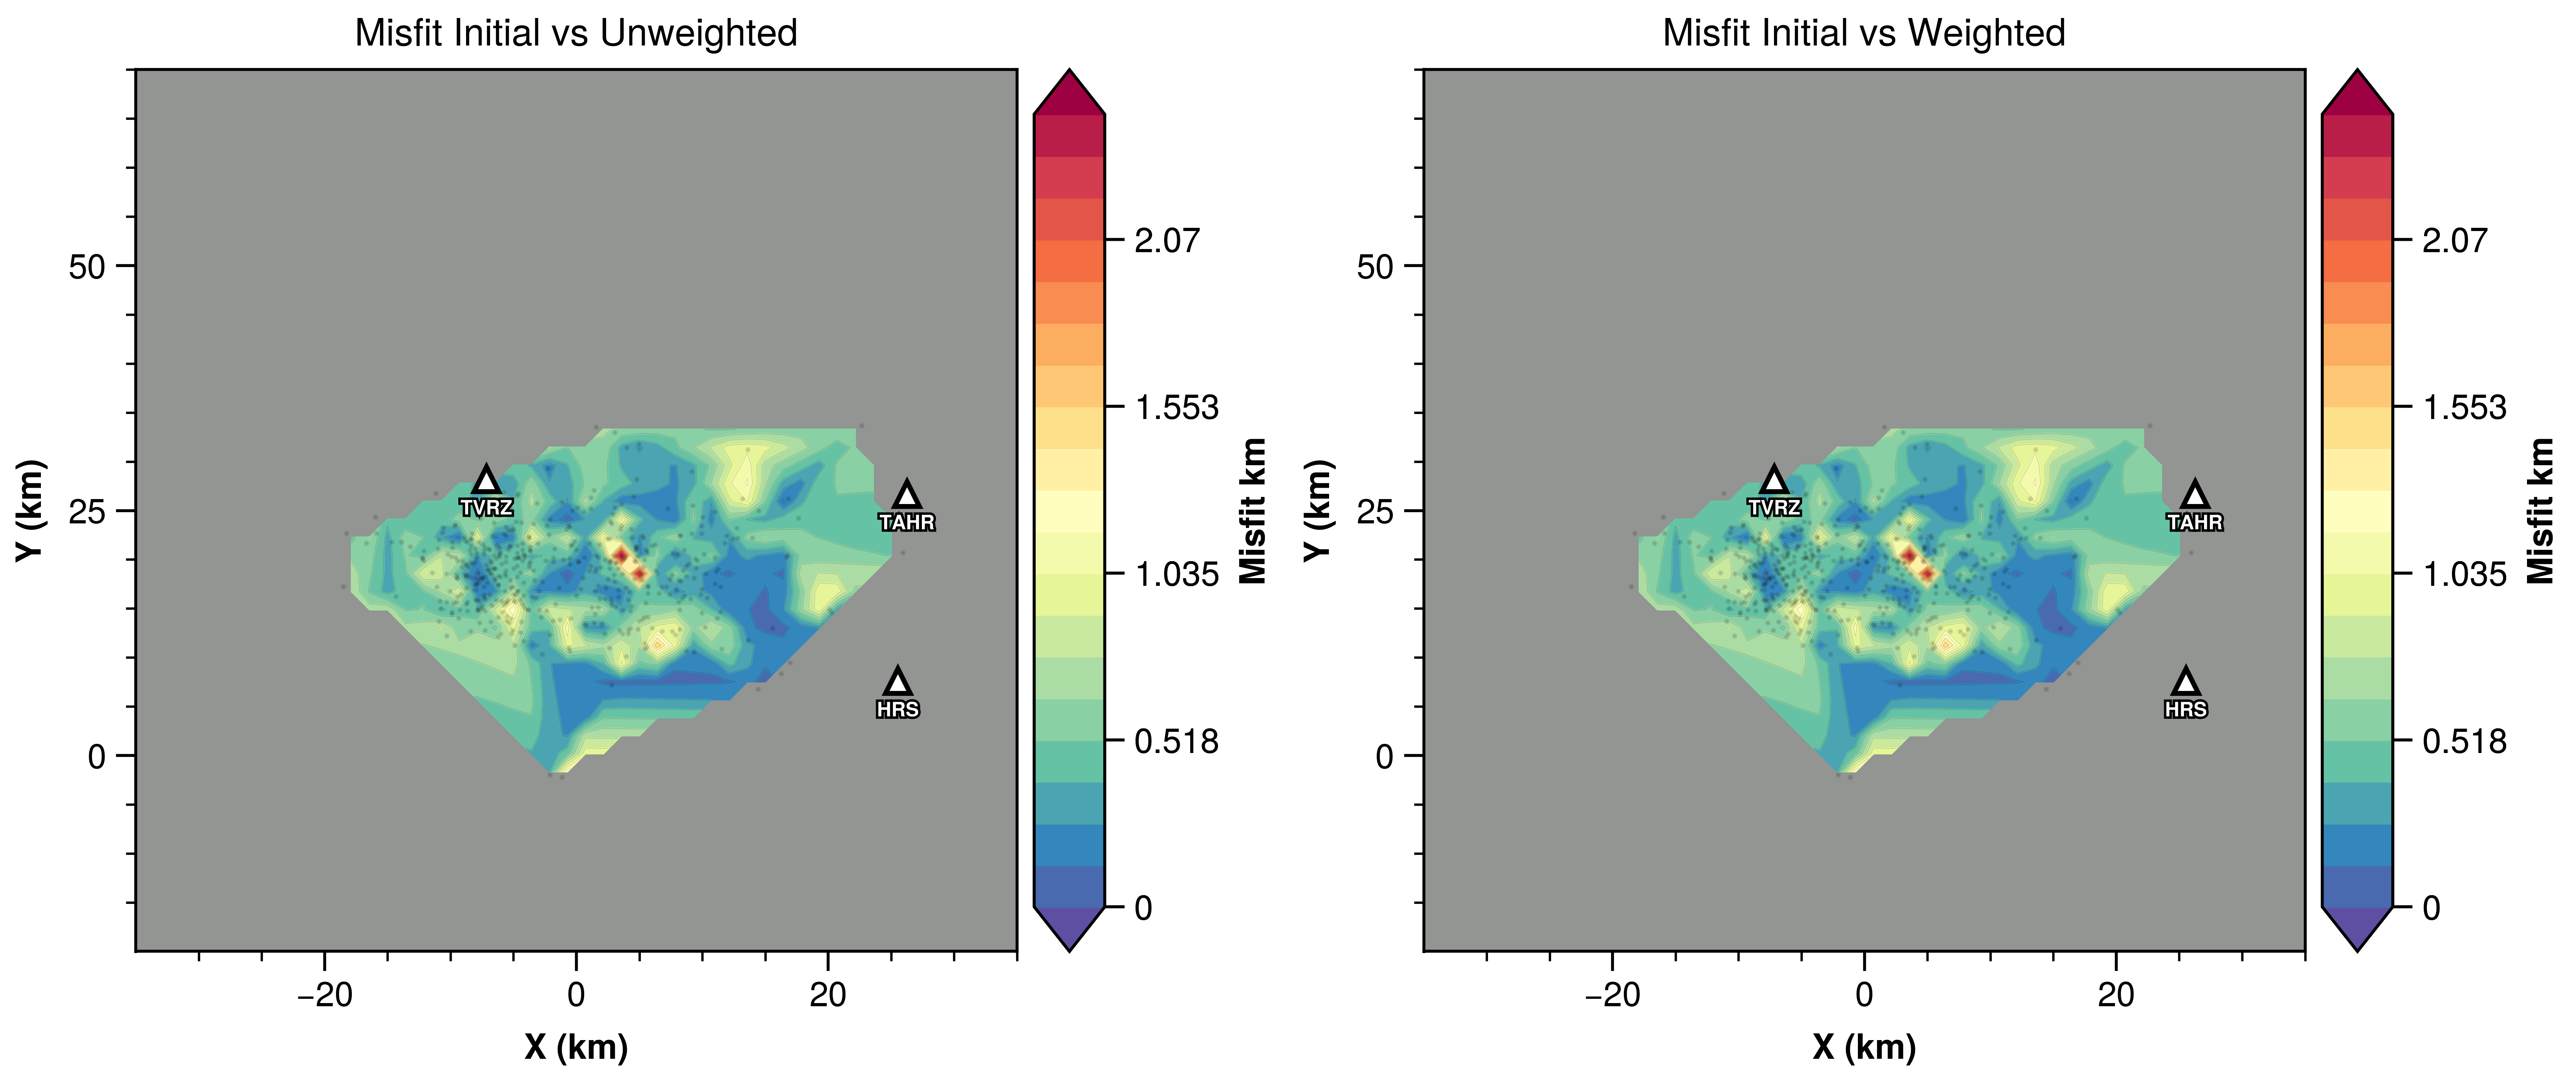 Misfit Initial vs Unweighted
Y (km)
50
25
0
−20
0
20
X (km)
TVRZ
TAHR
HRS
2.07
1.553
1.035
0.518
0
Misfit km
Misfit Initial vs Weighted
Y (km)
50
25
0
−20
0
20
X (km)
TVRZ
TAHR
HRS
2.07
1.553
1.035
0.518
0
Misfit km